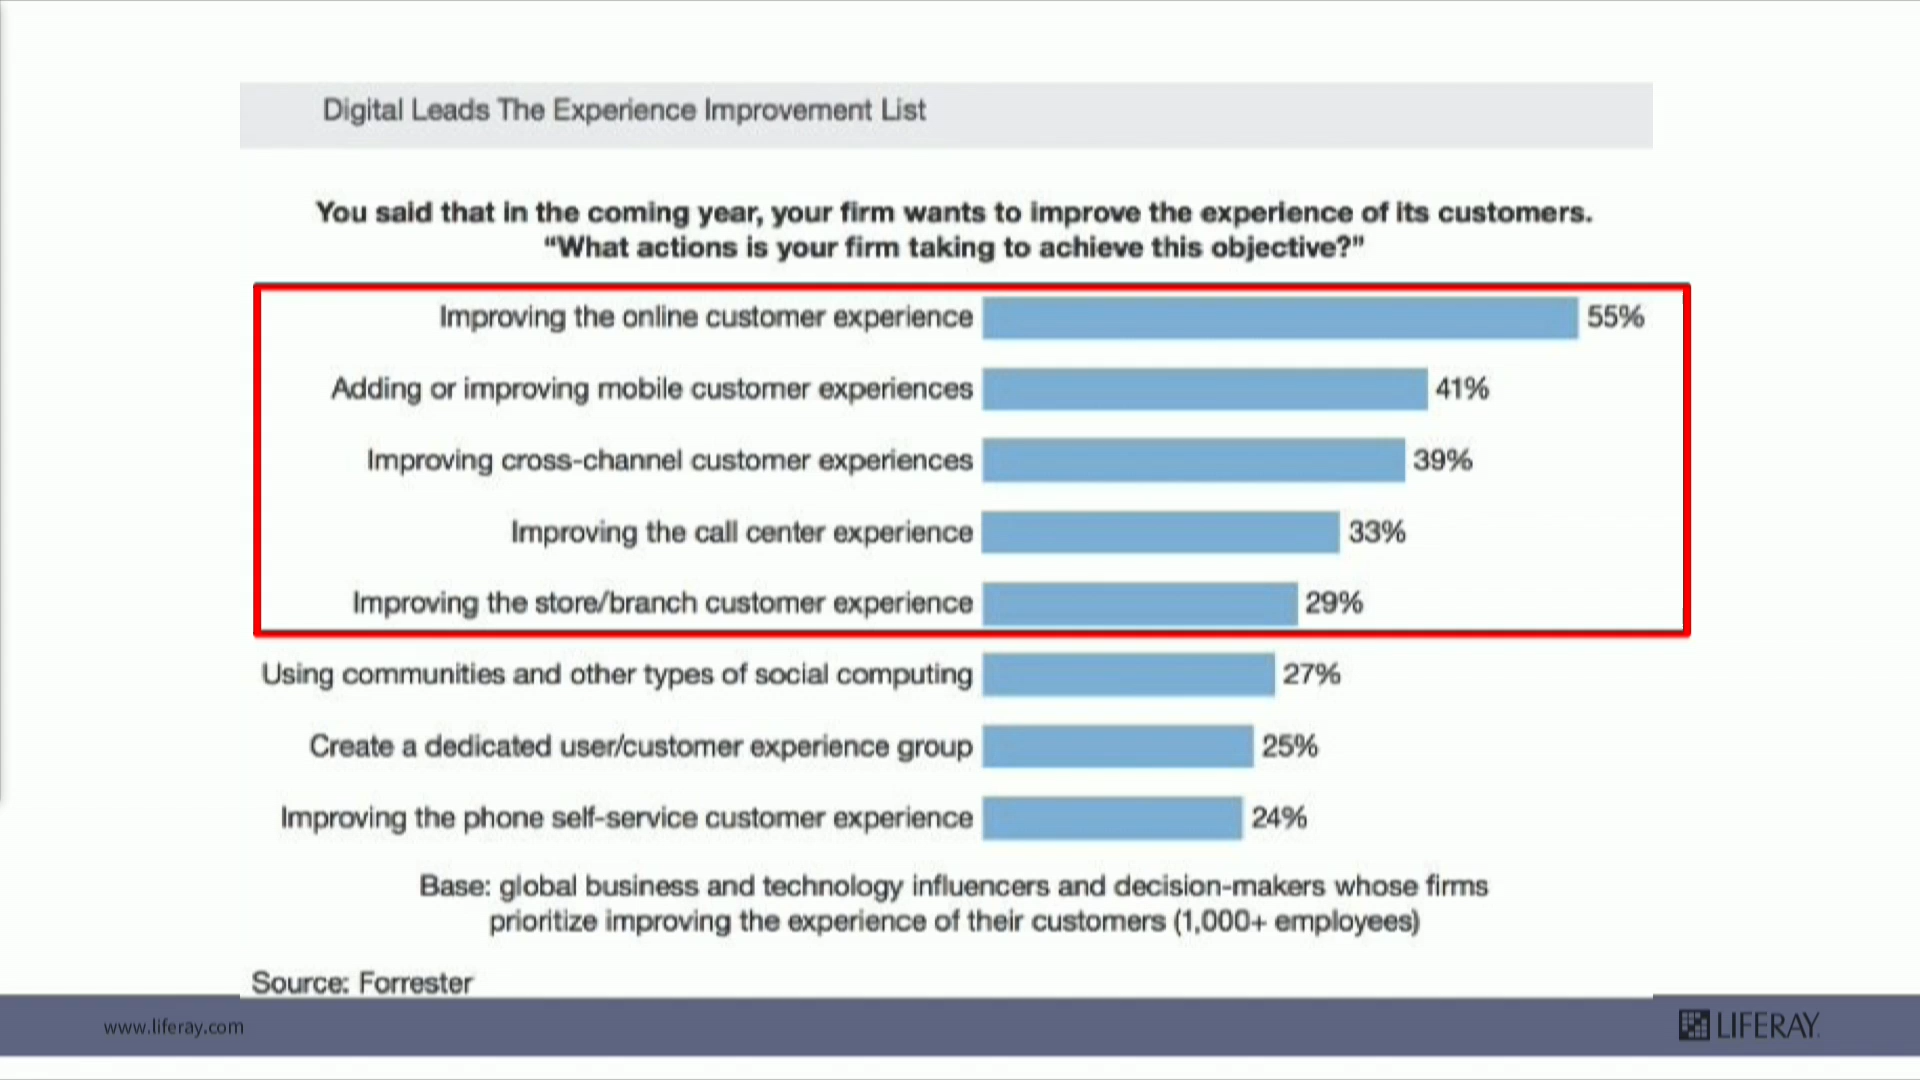 Digital Leads The Experience Improvement List
You said that in the coming year, your firm wants to improve the experience of its customers.
“What actions is your firm taking to achieve this objective?”
Improving the online customer experience 55%
Adding or improving mobile customer experiences 41%
Improving cross-channel customer experiences 39%
Improving the call center experience 33%
Improving the store/branch customer experience 29%
Using communities and other types of social computing 27%
Create a dedicated user/customer experience group 25%
Improving the phone self-service customer experience 24%
Base: global business and technology influencers and decision-makers whose firms
prioritize improving the experience of their customers (1,000+ employees)
Source: Forrester
www.liferay.com
LIFERAY